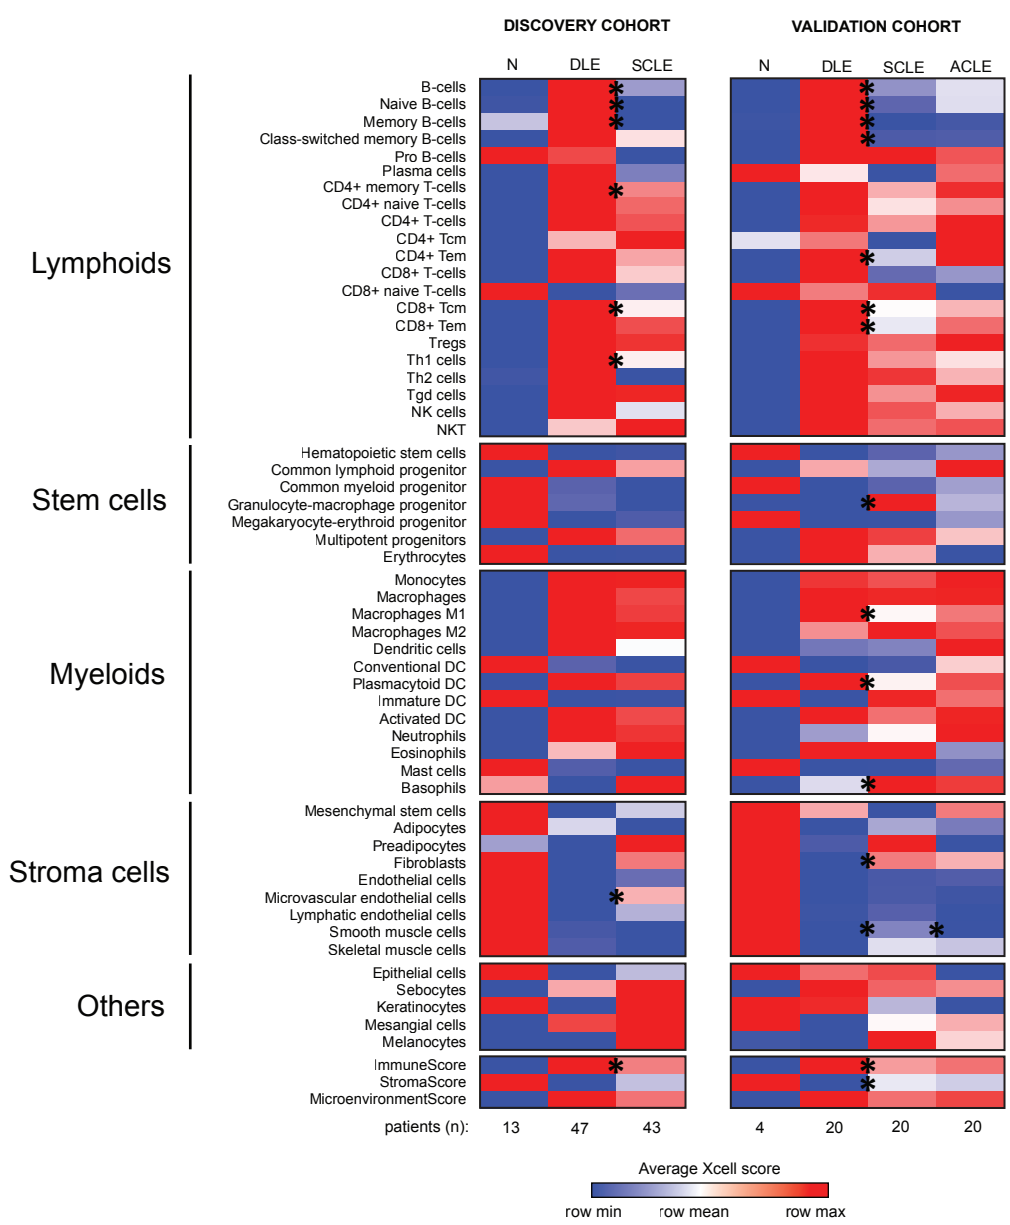 DISCOVERY COHORT VALIDATION COHORT
N DLE SCLE N DLE SCLE ACLE
Lymphoids
B-cells
Naive B-cells
Memory B-cells
Class-switched memory B-cells
Pro B-cells
Plasma cells
CD4+ memory T-cells
CD4+ naive T-cells
CD4+ T-cells
CD4+ Tcm
CD4+ Tem
CD8+ T-cells
CD8+ naive T-cells
CD8+ Tcm
CD8+ Tem
Tregs
Th1 cells
Th2 cells
Tgd cells
NK cells
NKT
Stem cells
Hematopoietic stem cells
Common lymphoid progenitor
Common myeloid progenitor
Granulocyte-macrophage progenitor
Megakaryocyte-erythroid progenitor
Multipotent progenitors
Erythrocytes
Myeloids
Monocytes
Macrophages
Macrophages M1
Macrophages M2
Dendritic cells
Conventional DC
Plasmacytoid DC
Immature DC
Activated DC
Neutrophils
Eosinophils
Mast cells
Basophils
Stroma cells
Mesenchymal stem cells
Adipocytes
Preadipocytes
Fibroblasts
Endothelial cells
Microvascular endothelial cells
Lymphatic endothelial cells
Smooth muscle cells
Skeletal muscle cells
Others
Epithelial cells
Sebocytes
Keratinocytes
Mesangial cells
Melanocytes
ImmuneScore
StromaScore
MicroenvironmentScore
patients (n): 13 47 43 4 20 20 20
Average Xcell score
row min row mean row max